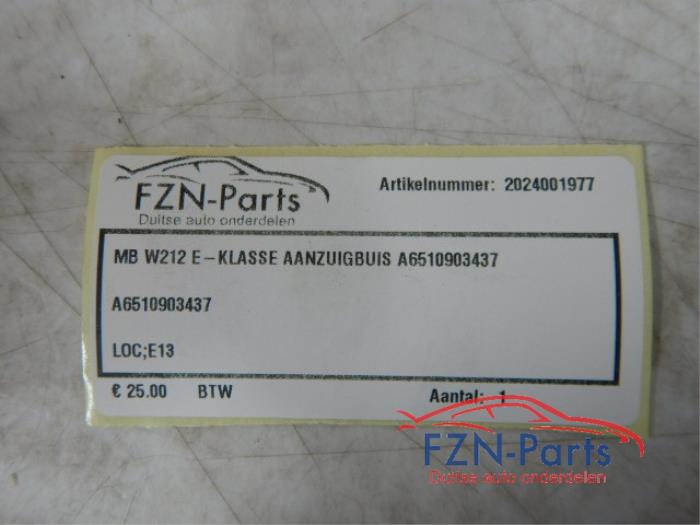 FZN-Parts
Duitse auto onderdelen
Artikelnummer: 2024001977
MB W212 E-KLASSE AANZUIGBUIS A6510903437
A6510903437
LOC;E13
€ 25.00 BTW
Aantal: 1
FZN-Parts
Duitse auto onderdelen